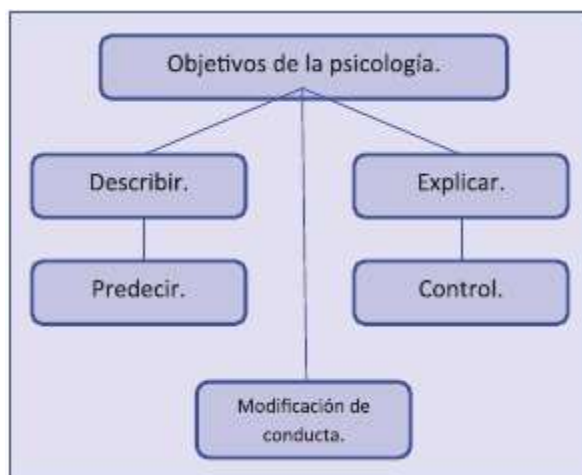 Objetivos de la psicología.
Describir.
Explicar.
Predecir.
Control.
Modificación de
conducta.